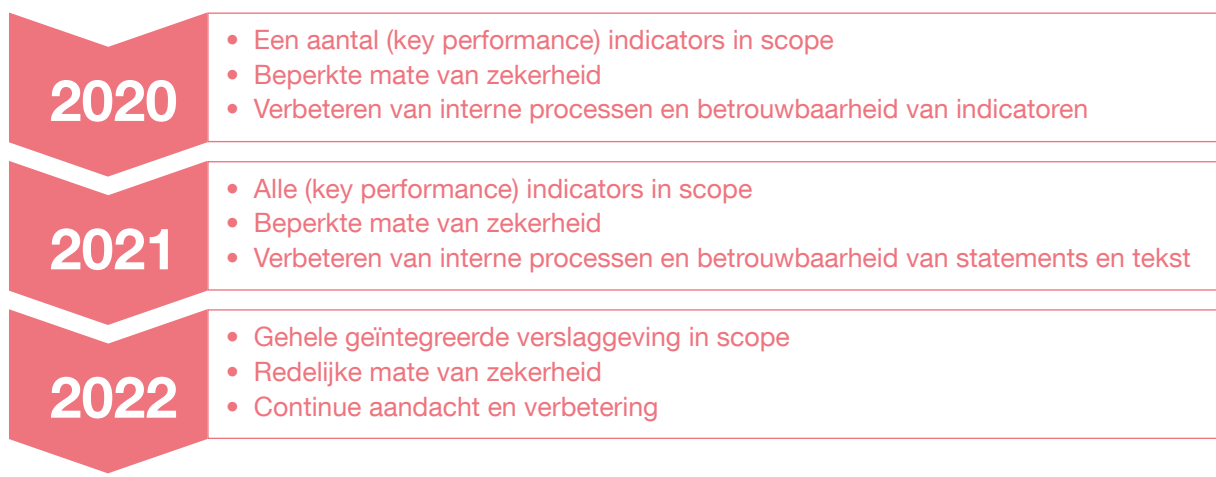 2020
• Een aantal (key performance) indicators in scope
• Beperkte mate van zekerheid
• Verbeteren van interne processen en betrouwbaarheid van indicatoren
2021
• Alle (key performance) indicators in scope
• Beperkte mate van zekerheid
• Verbeteren van interne processen en betrouwbaarheid van statements en tekst
2022
• Gehele geïntegreerde verslaggeving in scope
• Redelijke mate van zekerheid
• Continue aandacht en verbetering